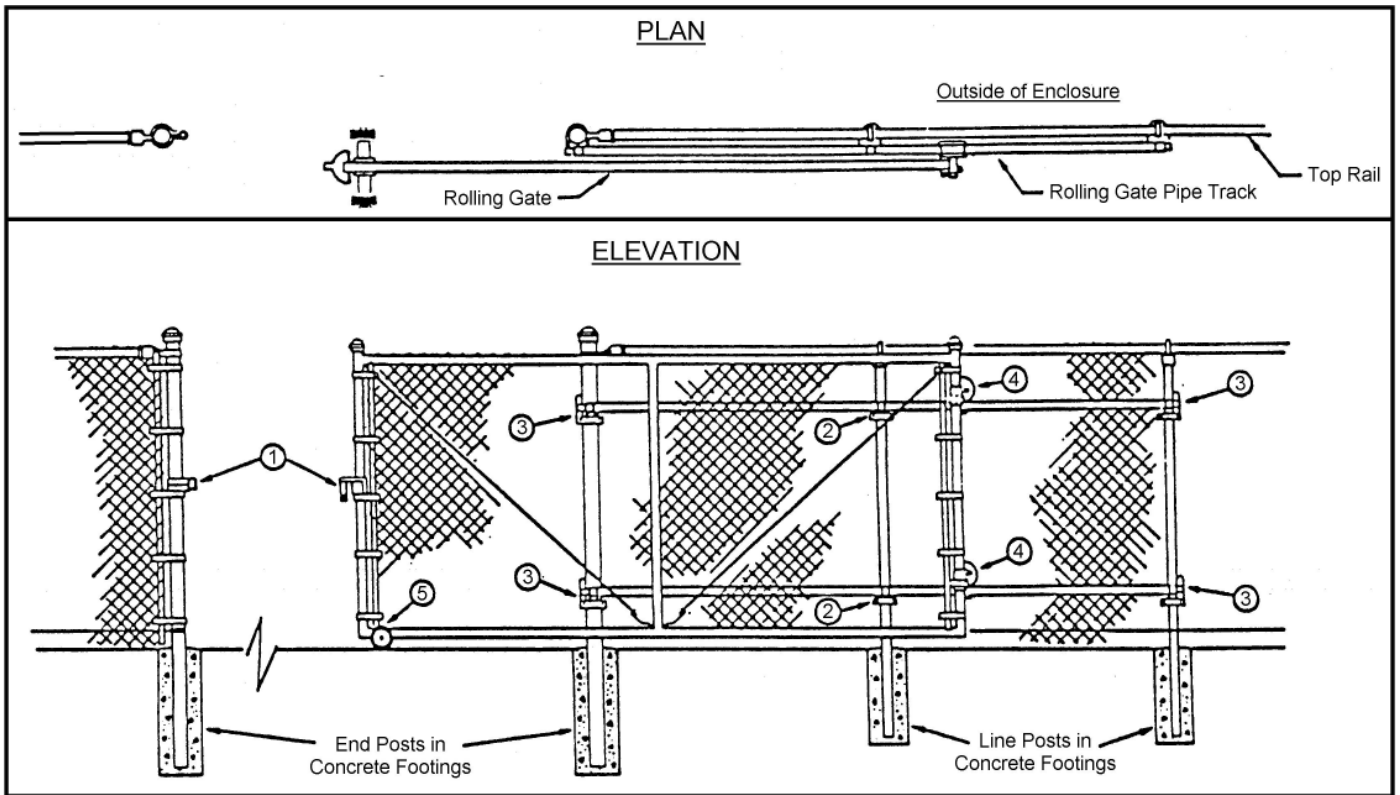 PLAN
Outside of Enclosure
Rolling Gate
Rolling Gate Pipe Track
Top Rail
ELEVATION
4
3
3
2
1
4
5
3
2
3
End Posts in
Concrete Footings
Line Posts in
Concrete Footings